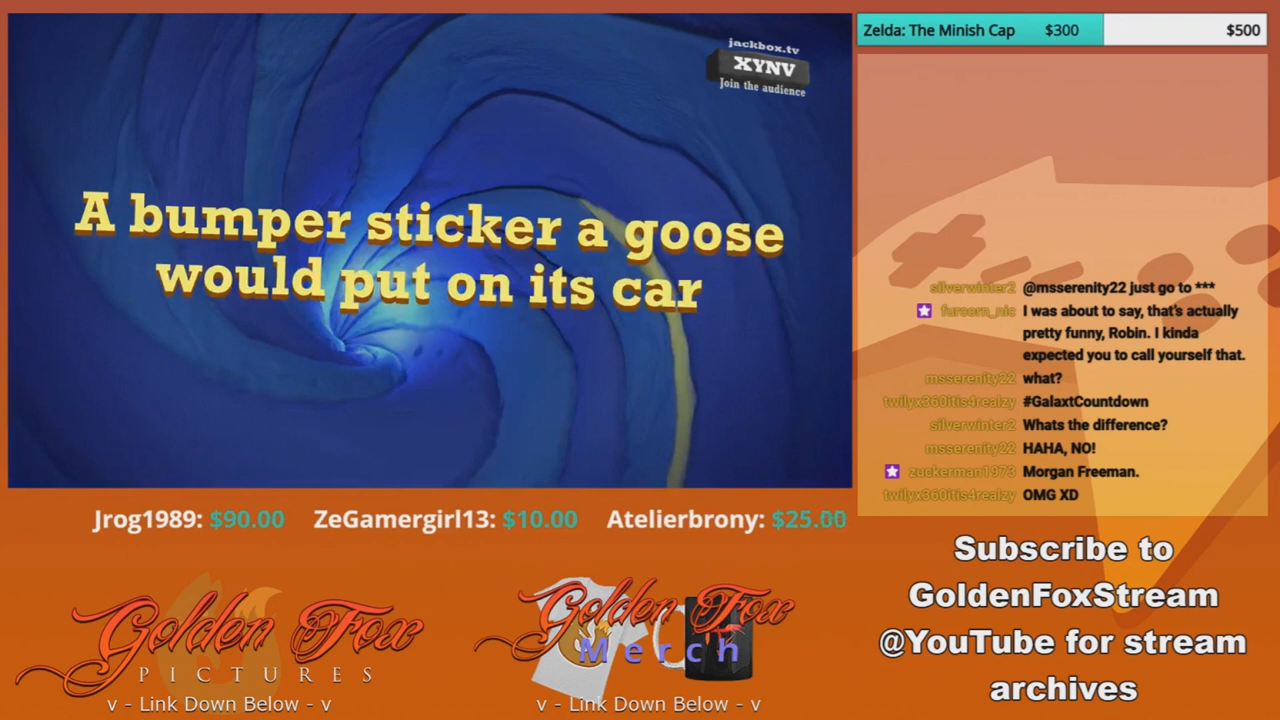 jackbox.tv
XYNV
Join the audience
A bumper sticker a goose
would put on its car
Zelda: The Minish Cap $300 $500
silverwinter2 @msserenity22 just go to ***
furcorn_nic I was about to say, that's actually
pretty funny, Robin. I kinda
expected you to call yourself that.
msserenity22 what?
twilyx360itis4realzy #GalaxtCountdown
silverwinter2 Whats the difference?
msserenity22 HAHA, NO!
zuckerman1973 Morgan Freeman.
twilyx360itis4realzy OMG XD
Jrog1989: $90.00 ZeGamergirl13: $10.00 Atelierbrony: $25.00
Golden Fox
PICTURES
v - Link Down Below - v
Golden Fox
Merch
v - Link Down Below - v
Subscribe to
GoldenFoxStream
@YouTube for stream
archives